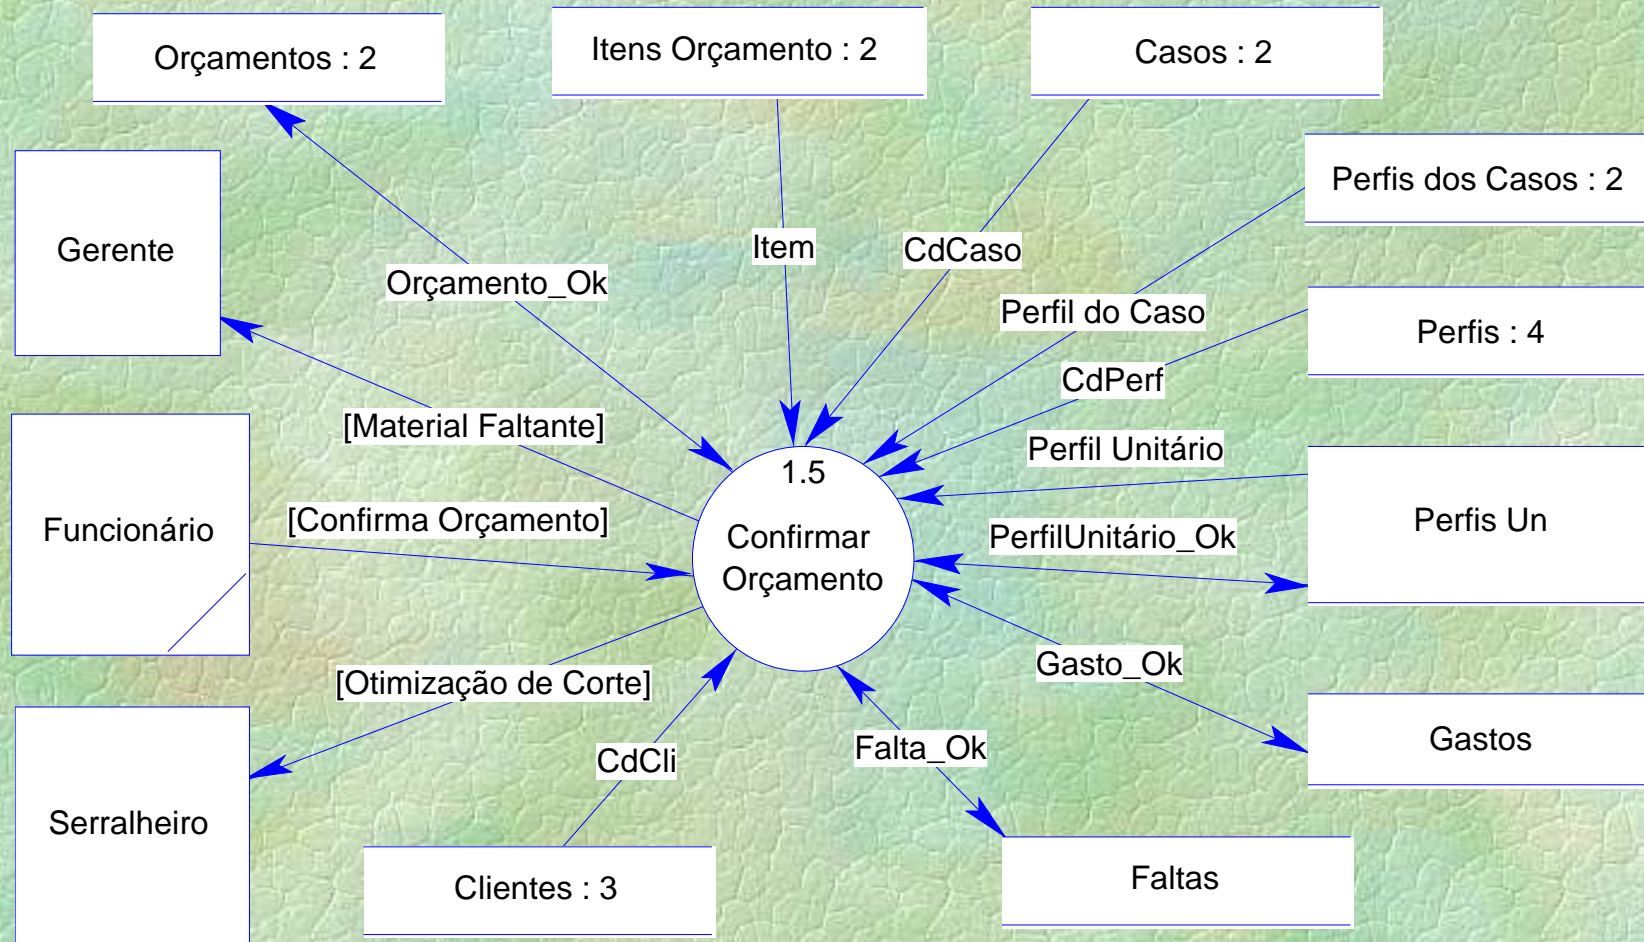 Orçamentos : 2
Itens Orçamento : 2
Casos : 2
Perfis dos Casos : 2
Gerente
Item
CdCaso
Orçamento_Ok
Perfil do Caso
Perfis : 4
CdPerf
[Material Faltante]
Perfil Unitário
1.5
Funcionário
[Confirma Orçamento]
Confirmar
Orçamento
PerfilUnitário_Ok
Perfis Un
[Otimização de Corte]
Gasto_Ok
CdCli
Falta_Ok
Gastos
Serralheiro
Clientes : 3
Faltas